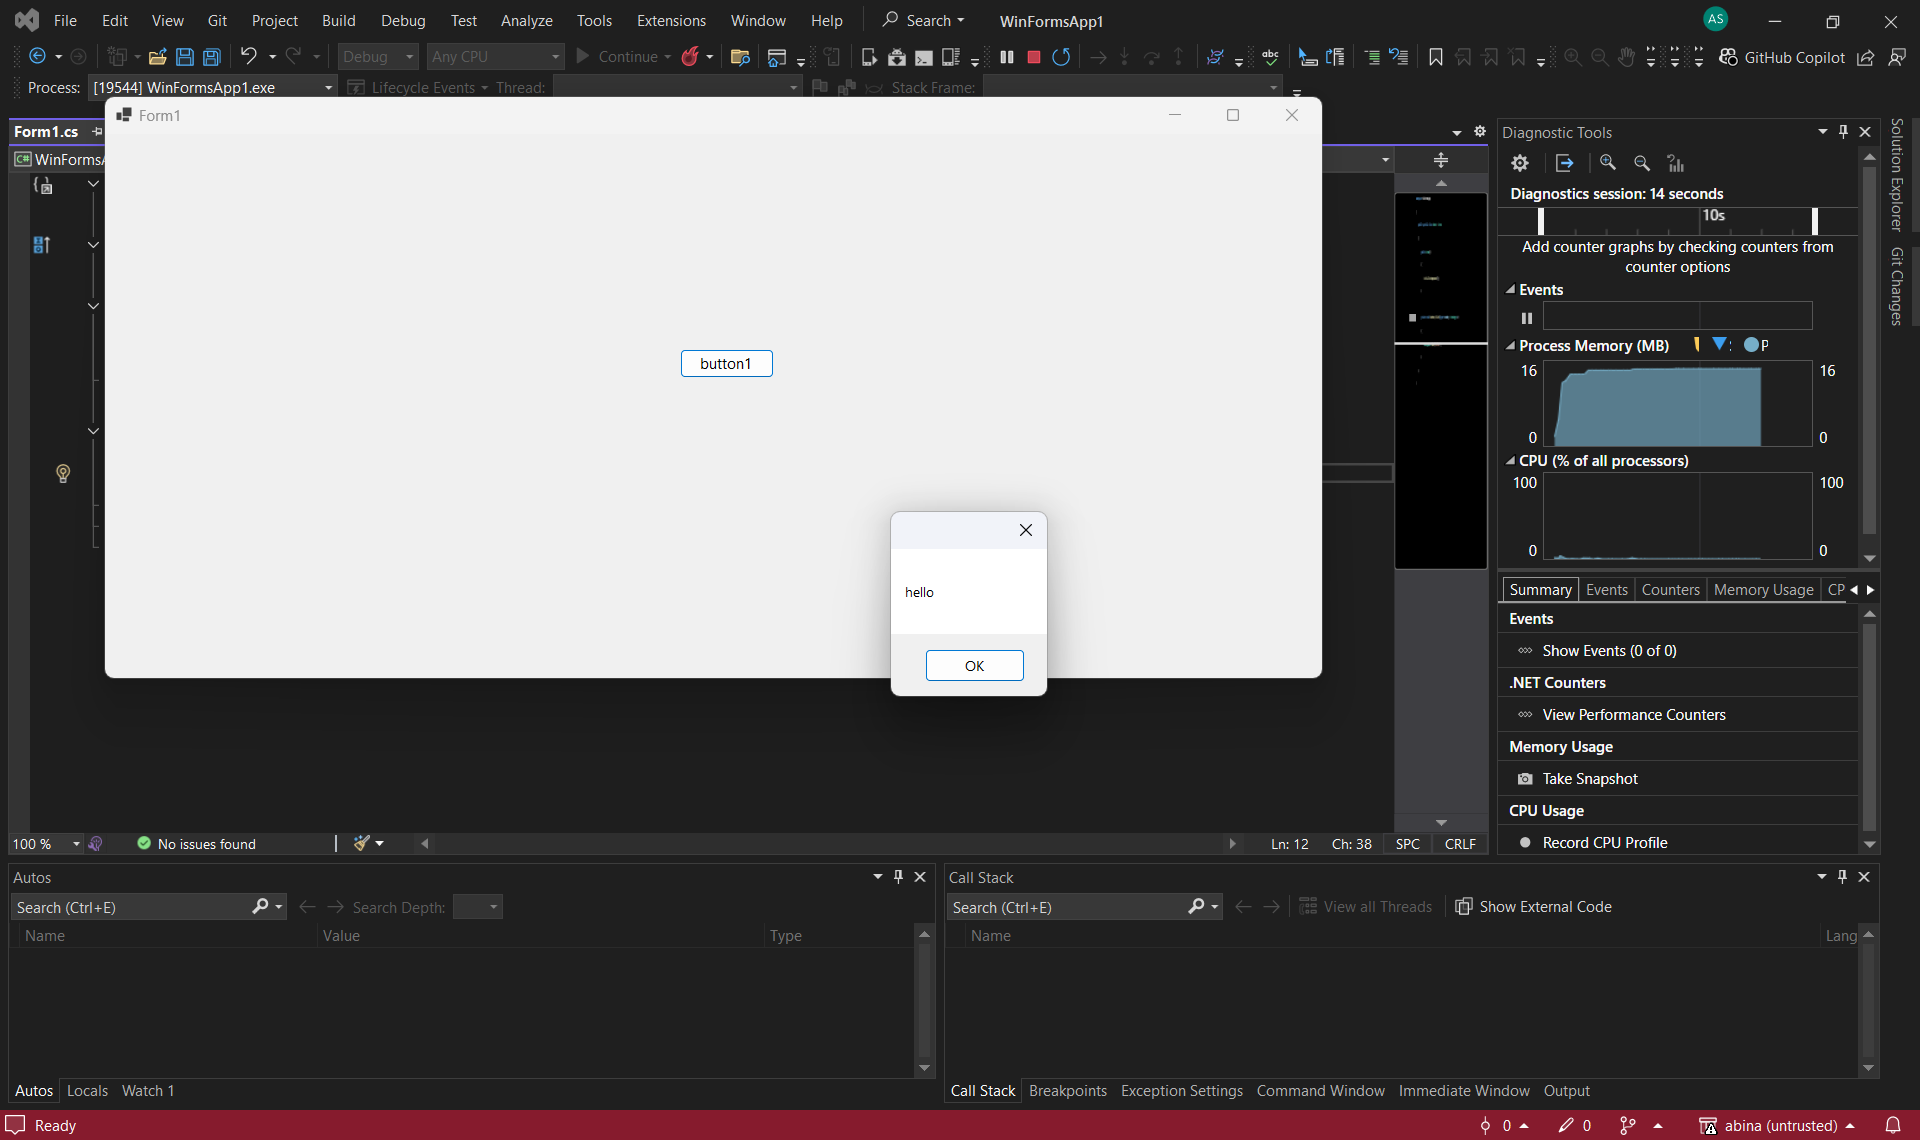 File Edit View Git Project Build Debug Test Analyze Tools Extensions Window Help Search WinFormsApp1 AS
Debug Any CPU Continue abc GitHub Copilot
Process: [19544] WinFormsApp1.exe Lifecycle Events Thread: Stack Frame:
Form1
Form1.cs
C# WinFormsA
button1
hello
OK
100 % No issues found Ln: 12 Ch: 38 SPC CRLF
Diagnostic Tools
Diagnostics session: 14 seconds
10s
Add counter graphs by checking counters from
counter options
Events
Process Memory (MB) P
16 16
0 0
CPU (% of all processors)
100 100
0 0
Summary Events Counters Memory Usage CP
Events
Show Events (0 of 0)
.NET Counters
View Performance Counters
Memory Usage
Take Snapshot
CPU Usage
Record CPU Profile
Solution Explorer
Git Changes
Autos
Search (Ctrl+E) Search Depth:
Name Value Type
Autos Locals Watch 1
Call Stack
Search (Ctrl+E) View all Threads Show External Code
Name Lang
Call Stack Breakpoints Exception Settings Command Window Immediate Window Output
Ready 0 0 abina (untrusted)